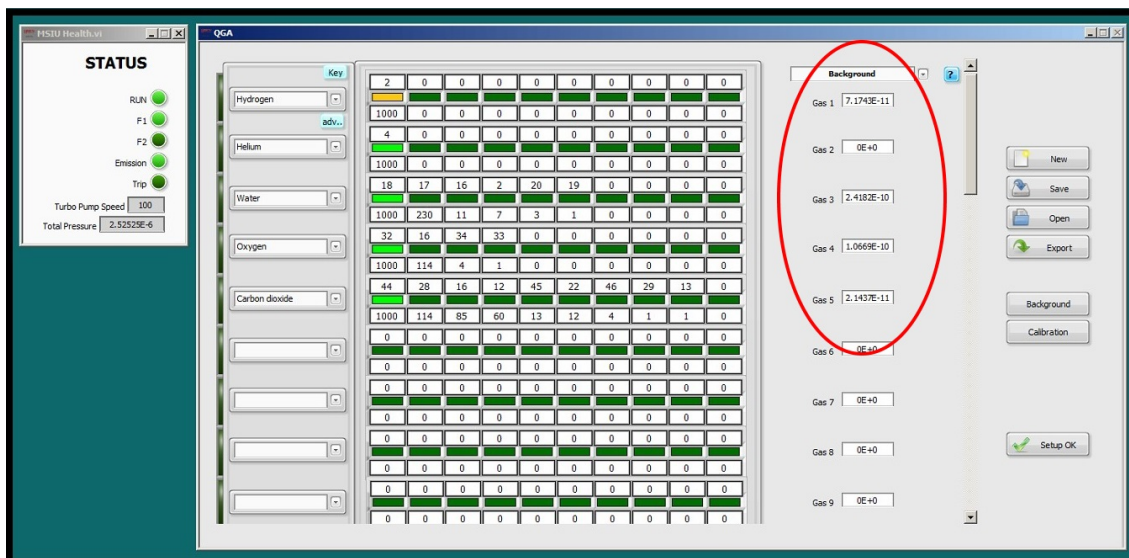 MSIU Health.vi
STATUS
RUN
F1
F2
Emission
Trip
Turbo Pump Speed 100
Total Pressure 2.52525E-6
QGA
Key
Background ?
2 0 0 0 0 0 0 0 0 0
Hydrogen
Gas 1 7.1743E-11
1000 0 0 0 0 0 0 0 0 0
adv..
4 0 0 0 0 0 0 0 0 0
Helium
Gas 2 0E+0
1000 0 0 0 0 0 0 0 0 0
18 17 16 2 20 19 0 0 0 0
Water
Gas 3 2.4182E-10
1000 230 11 7 3 1 0 0 0 0
32 16 34 33 0 0 0 0 0 0
Oxygen
Gas 4 1.0669E-10
1000 114 4 1 0 0 0 0 0 0
44 28 16 12 45 22 46 29 13 0
Carbon dioxide
Gas 5 2.1437E-11
1000 114 85 60 13 12 4 1 1 0
0 0 0 0 0 0 0 0 0 0
Gas 6 0E+0
0 0 0 0 0 0 0 0 0 0
0 0 0 0 0 0 0 0 0 0
Gas 7 0E+0
0 0 0 0 0 0 0 0 0 0
0 0 0 0 0 0 0 0 0 0
Gas 8 0E+0
0 0 0 0 0 0 0 0 0 0
0 0 0 0 0 0 0 0 0 0
Gas 9 0E+0
0 0 0 0 0 0 0 0 0 0
New
Save
Open
Export
Background
Calibration
Setup OK